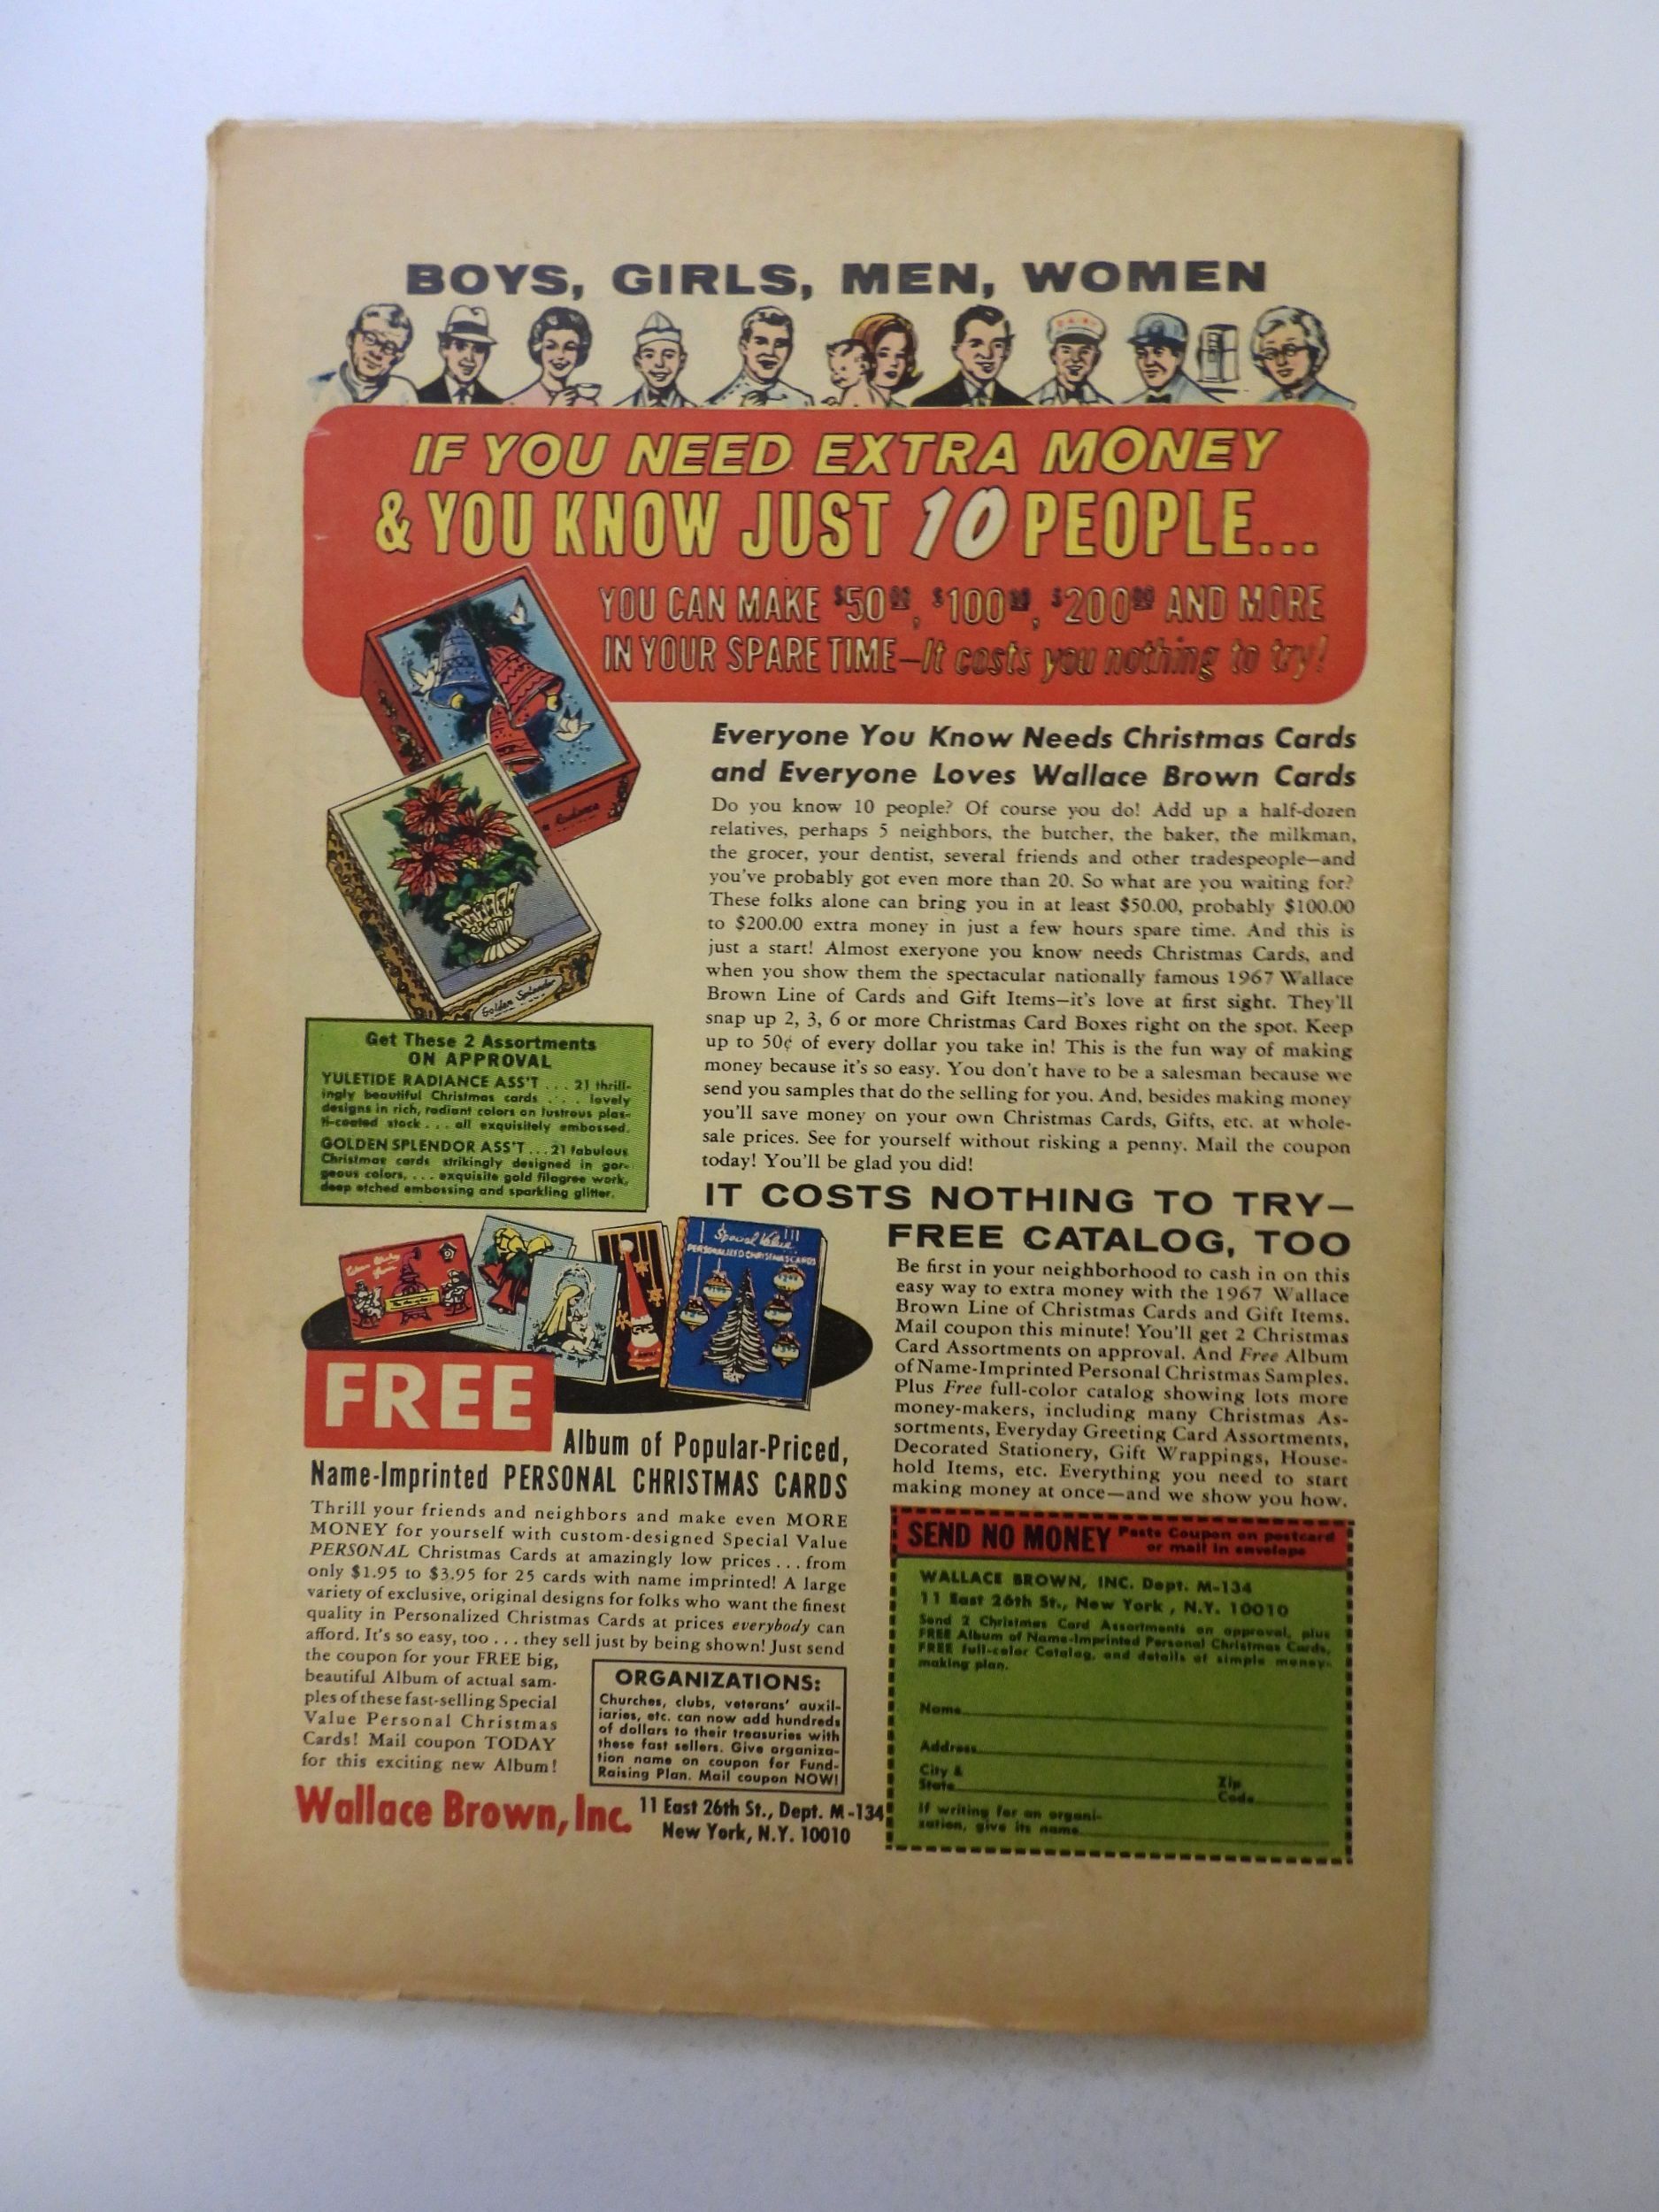 BOYS, GIRLS, MEN, WOMEN
IF YOU NEED EXTRA MONEY
& YOU KNOW JUST 10 PEOPLE...
YOU CAN MAKE $50.00, $100.00, $200.00 AND MORE
IN YOUR SPARE TIME—It costs you nothing to try!
Radiance
Golden Splendor
Get These 2 Assortments
ON APPROVAL
YULETIDE RADIANCE ASS'T ... 21 thrill-
ingly beautiful Christmas cards ... lovely
designs in rich, radiant colors on lustrous plas-
ti-coated stock ... all exquisitely embossed.
GOLDEN SPLENDOR ASS'T ... 21 fabulous
Christmas cards strikingly designed in gor-
geous colors, ... exquisite gold filagree work,
deep etched embossing and sparkling glitter.
Everyone You Know Needs Christmas Cards
and Everyone Loves Wallace Brown Cards
Do you know 10 people? Of course you do! Add up a half-dozen
relatives, perhaps 5 neighbors, the butcher, the baker, the milkman,
the grocer, your dentist, several friends and other tradespeople—and
you've probably got even more than 20. So what are you waiting for?
These folks alone can bring you in at least $50.00, probably $100.00
to $200.00 extra money in just a few hours spare time. And this is
just a start! Almost exeryone you know needs Christmas Cards, and
when you show them the spectacular nationally famous 1967 Wallace
Brown Line of Cards and Gift Items—it's love at first sight. They'll
snap up 2, 3, 6 or more Christmas Card Boxes right on the spot. Keep
up to 50¢ of every dollar you take in! This is the fun way of making
money because it's so easy. You don't have to be a salesman because we
send you samples that do the selling for you. And, besides making money
you'll save money on your own Christmas Cards, Gifts, etc. at whole-
sale prices. See for yourself without risking a penny. Mail the coupon
today! You'll be glad you did!
IT COSTS NOTHING TO TRY—
FREE CATALOG, TOO
Be first in your neighborhood to cash in on this
easy way to extra money with the 1967 Wallace
Brown Line of Christmas Cards and Gift Items.
Mail coupon this minute! You'll get 2 Christmas
Card Assortments on approval. And Free Album
of Name-Imprinted Personal Christmas Samples.
Plus Free full-color catalog showing lots more
money-makers, including many Christmas As-
sortments, Everyday Greeting Card Assortments,
Decorated Stationery, Gift Wrappings, House-
hold Items, etc. Everything you need to start
making money at once—and we show you how.
Special Value
PERSONALIZED CHRISTMAS CARDS
FREE
Album of Popular-Priced,
Name-Imprinted PERSONAL CHRISTMAS CARDS
Thrill your friends and neighbors and make even MORE
MONEY for yourself with custom-designed Special Value
PERSONAL Christmas Cards at amazingly low prices ... from
only $1.95 to $3.95 for 25 cards with name imprinted! A large
variety of exclusive, original designs for folks who want the finest
quality in Personalized Christmas Cards at prices everybody can
afford. It's so easy, too ... they sell just by being shown! Just send
the coupon for your FREE big,
beautiful Album of actual sam-
ples of these fast-selling Special
Value Personal Christmas
Cards! Mail coupon TODAY
for this exciting new Album!
ORGANIZATIONS:
Churches, clubs, veterans' auxil-
iaries, etc. can now add hundreds
of dollars to their treasuries with
these fast sellers. Give organiza-
tion name on coupon for Fund-
Raising Plan. Mail coupon NOW!
Wallace Brown, Inc.
11 East 26th St., Dept. M-134
New York, N.Y. 10010
SEND NO MONEY
Paste Coupon on postcard
or mail in envelope
WALLACE BROWN, INC. Dept. M-134
11 East 26th St., New York, N.Y. 10010
Send 2 Christmas Card Assortments on approval, plus
FREE Album of Name-Imprinted Personal Christmas Cards,
FREE full-color Catalog, and details of simple money-
making plan.
Name
Address
City &
State
Zip
Code
If writing for an organi-
zation, give its name